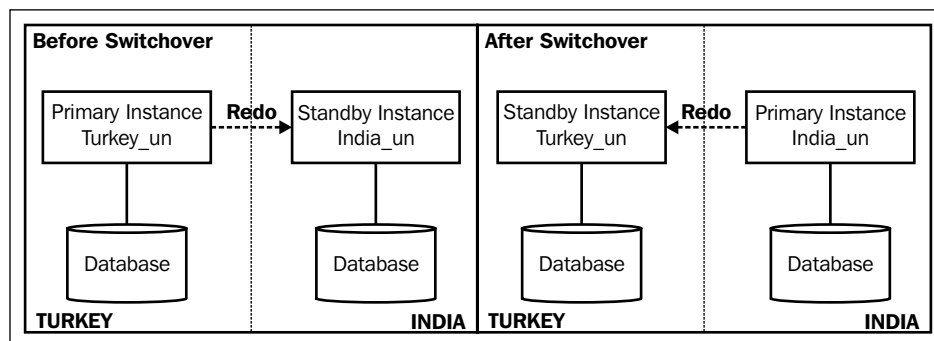 Before Switchover
Primary Instance
Turkey_un
Redo
Standby Instance
India_un
Database
Database
TURKEY
INDIA
After Switchover
Standby Instance
Turkey_un
Redo
Primary Instance
India_un
Database
Database
TURKEY
INDIA